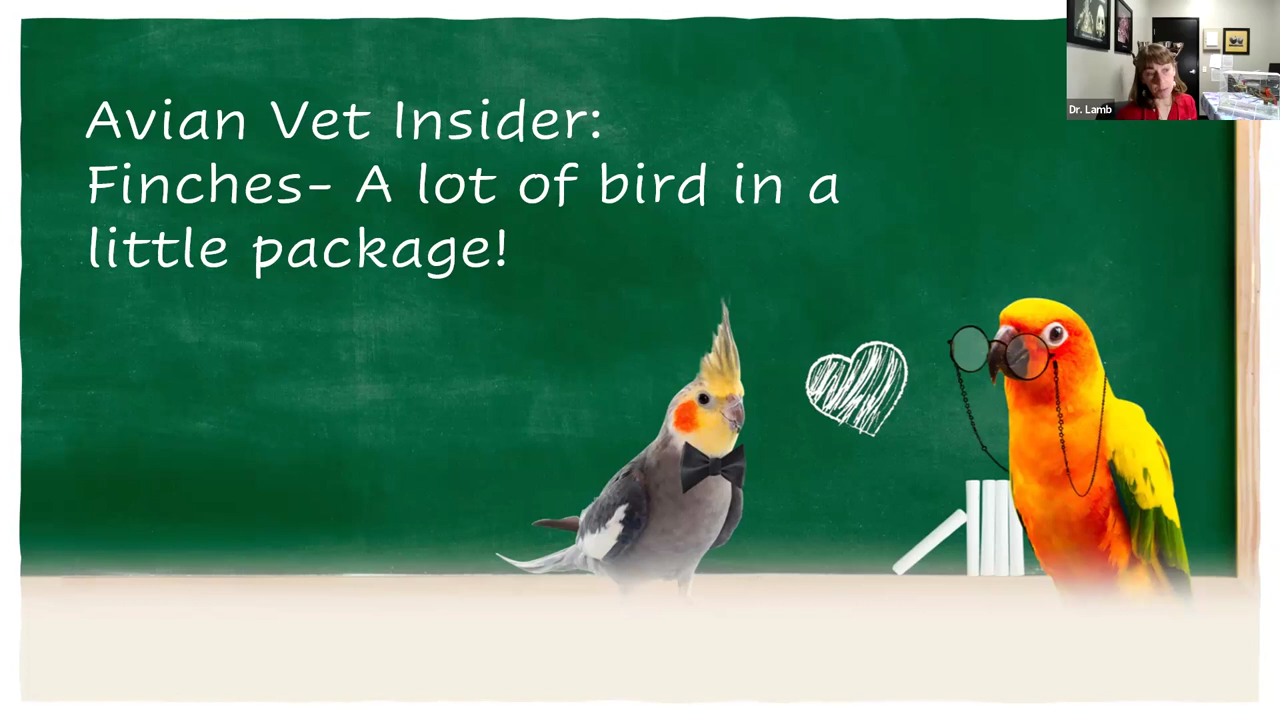 Avian Vet Insider:
Finches- A lot of bird in a
little package!
Dr. Lamb